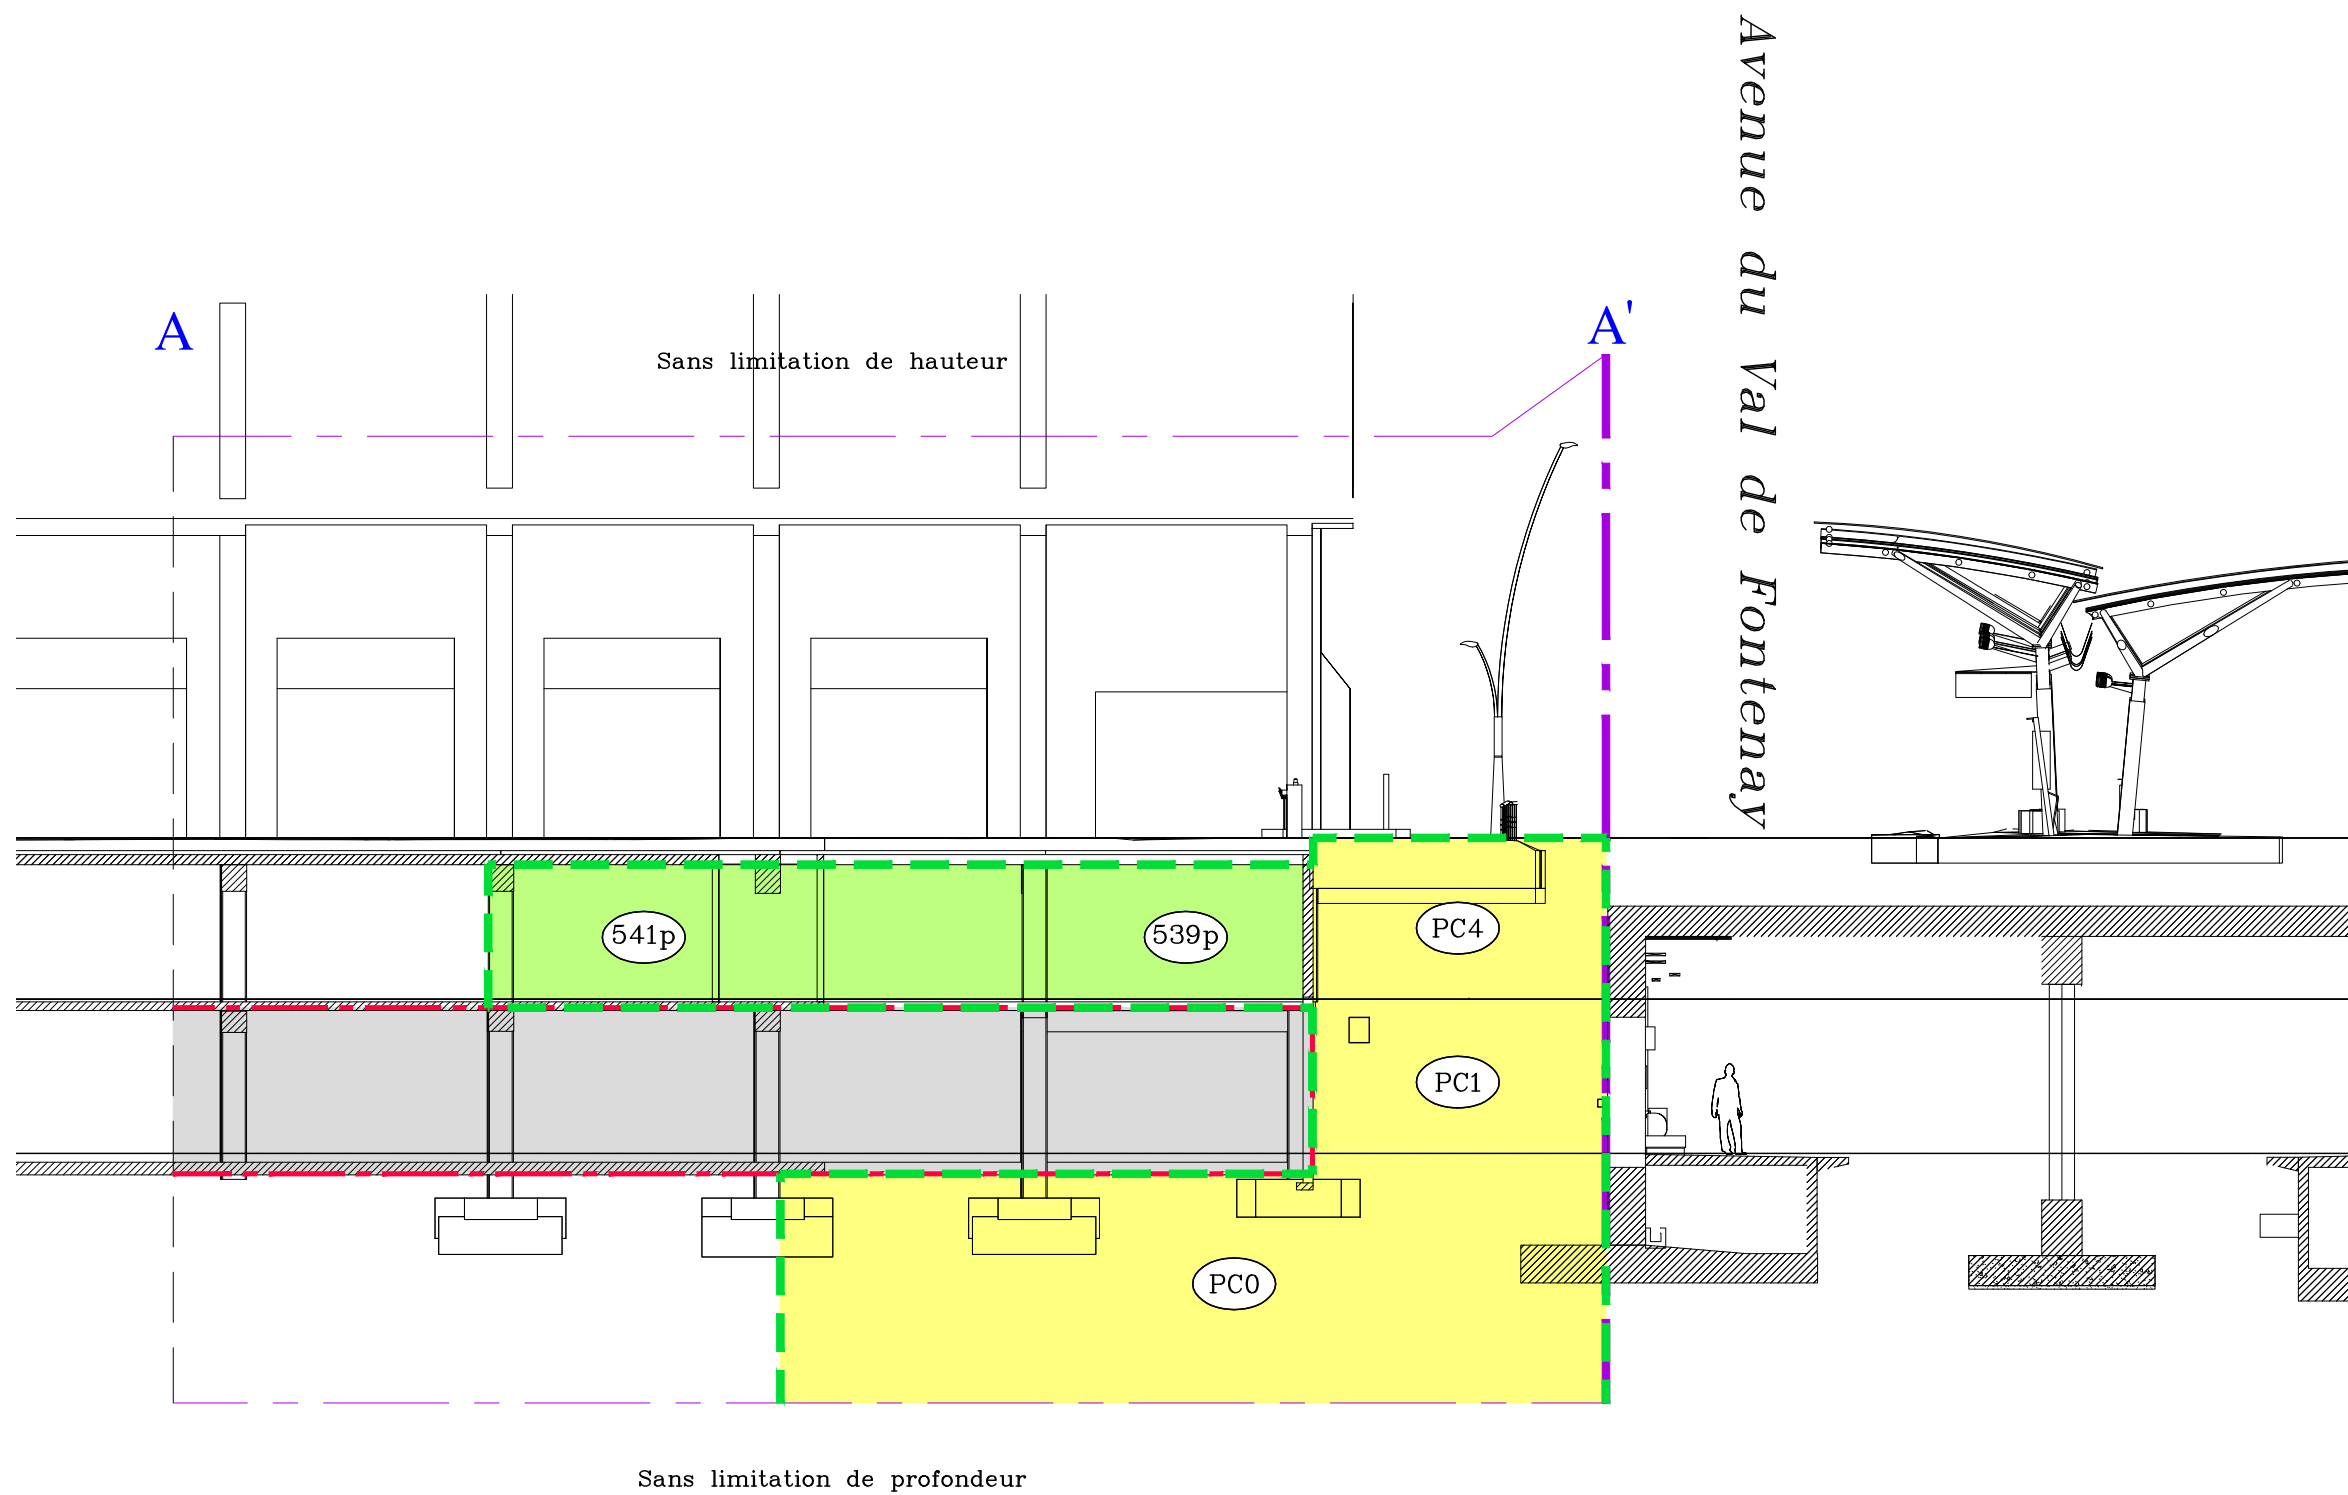 Avenue du Val de Fontenay
A
A'
Sans limitation de hauteur
541p
539p
PC4
PC1
PC0
Sans limitation de profondeur